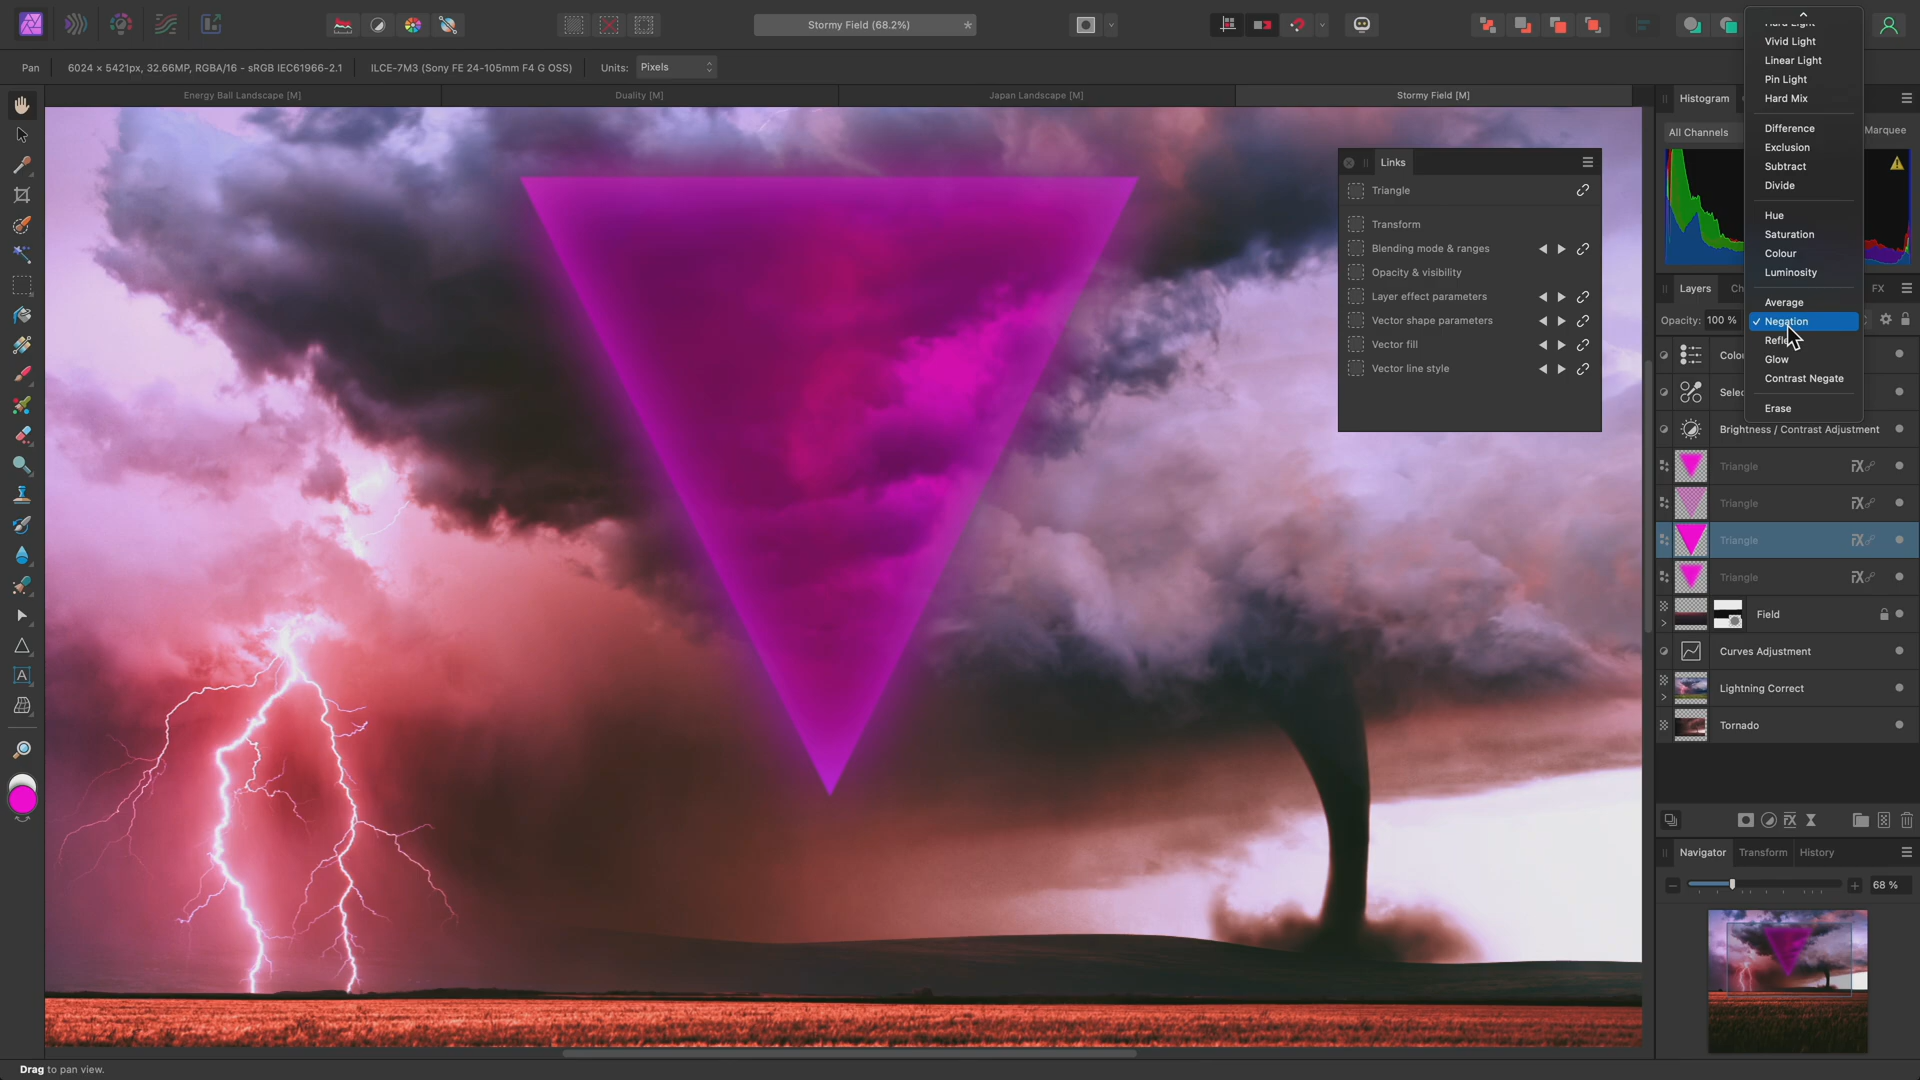 Stormy Field (68.2%)
*
Pan
6024 × 5421px, 32.66MP, RGBA/16 - sRGB IEC61966-2.1
ILCE-7M3 (Sony FE 24-105mm F4 G OSS)
Units:
Pixels
Energy Ball Landscape [M]
Duality [M]
Japan Landscape [M]
Stormy Field [M]
Links
Triangle
Transform
Blending mode & ranges
Opacity & visibility
Layer effect parameters
Vector shape parameters
Vector fill
Vector line style
Hard Light
Vivid Light
Linear Light
Pin Light
Hard Mix
Difference
Exclusion
Subtract
Divide
Hue
Saturation
Colour
Luminosity
Average
Negation
Glow
Contrast Negate
Erase
Histogram
All Channels
Marquee
Layers
FX
Opacity:
100 %
Brightness / Contrast Adjustment
Triangle
Triangle
Triangle
Triangle
Field
Curves Adjustment
Lightning Correct
Tornado
Navigator
Transform
History
68 %
Drag to pan view.